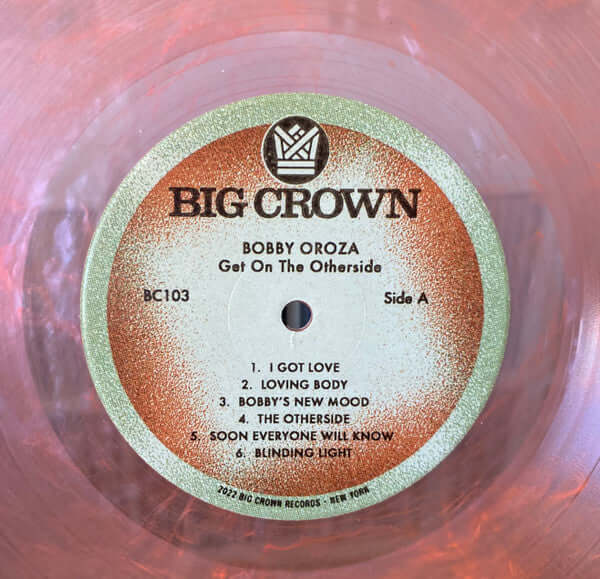 BIG CROWN
BOBBY OROZA
Get On The Otherside
BC103
Side A
1. I GOT LOVE
2. LOVING BODY
3. BOBBY'S NEW MOOD
4. THE OTHERSIDE
5. SOON EVERYONE WILL KNOW
6. BLINDING LIGHT
2022 BIG CROWN RECORDS - NEW YORK